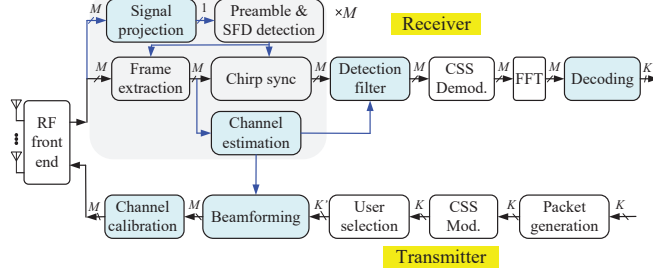 M
Signal
projection
1
Preamble &
SFD detection
×M
Receiver
M
Frame
extraction
M
Chirp sync
M
Detection
filter
M
CSS
Demod.
M
FFT
M
Decoding
K
Channel
estimation
RF
front
end
M
Channel
calibration
M
Beamforming
K'
User
selection
K
CSS
Mod.
K
Packet
generation
K
Transmitter